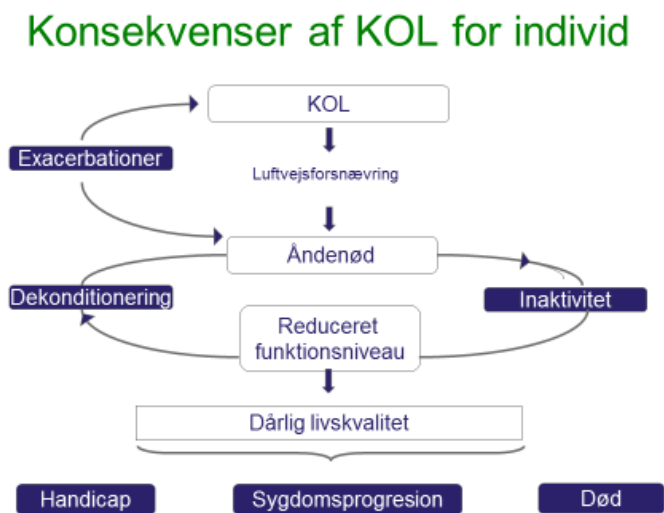 Konsekvenser af KOL for individ
KOL
Exacerbationer
Luftvejsforsnævring
Åndenød
Dekonditionering
Inaktivitet
Reduceret
funktionsniveau
Dårlig livskvalitet
Handicap
Sygdomsprogresion
Død